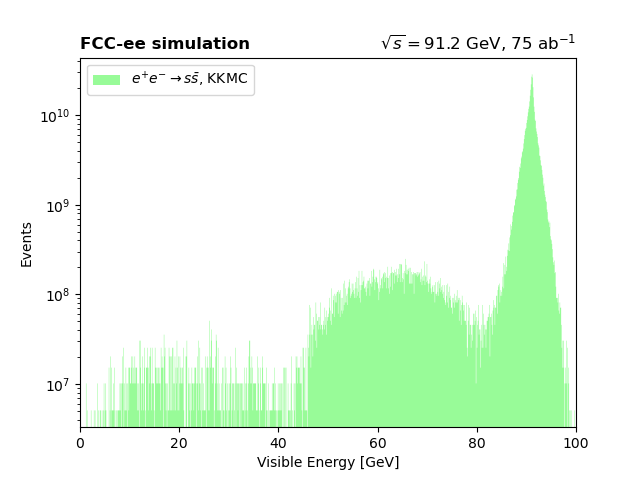 FCC-ee simulation
√s = 91.2 GeV, 75 ab⁻¹
e⁺e⁻ → ss̄, KKMC
10¹⁰
10⁹
10⁸
10⁷
Events
0 20 40 60 80 100
Visible Energy [GeV]